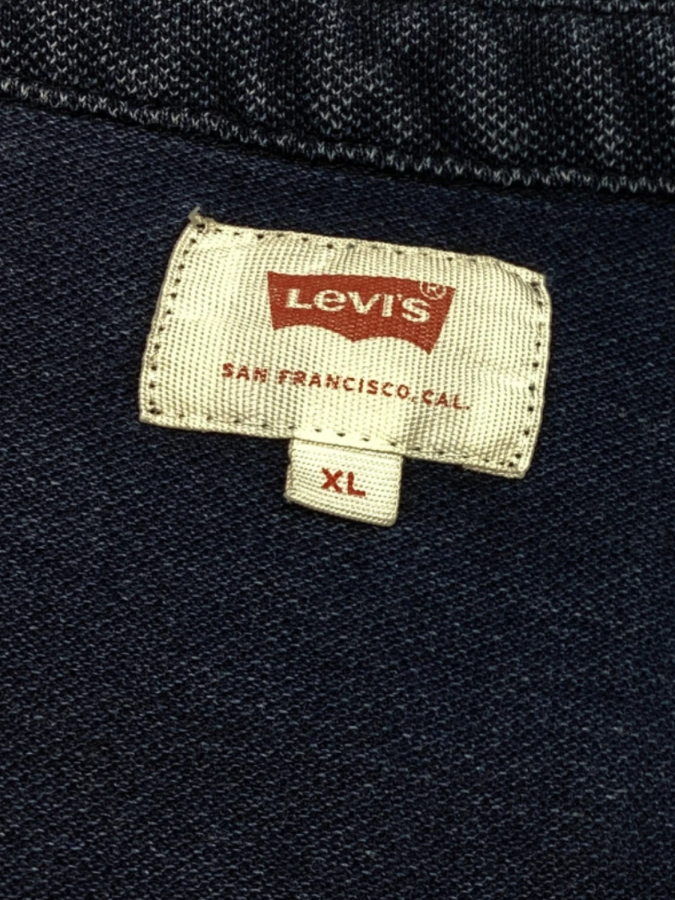 Levi's ®
SAN FRANCISCO, CAL.
XL